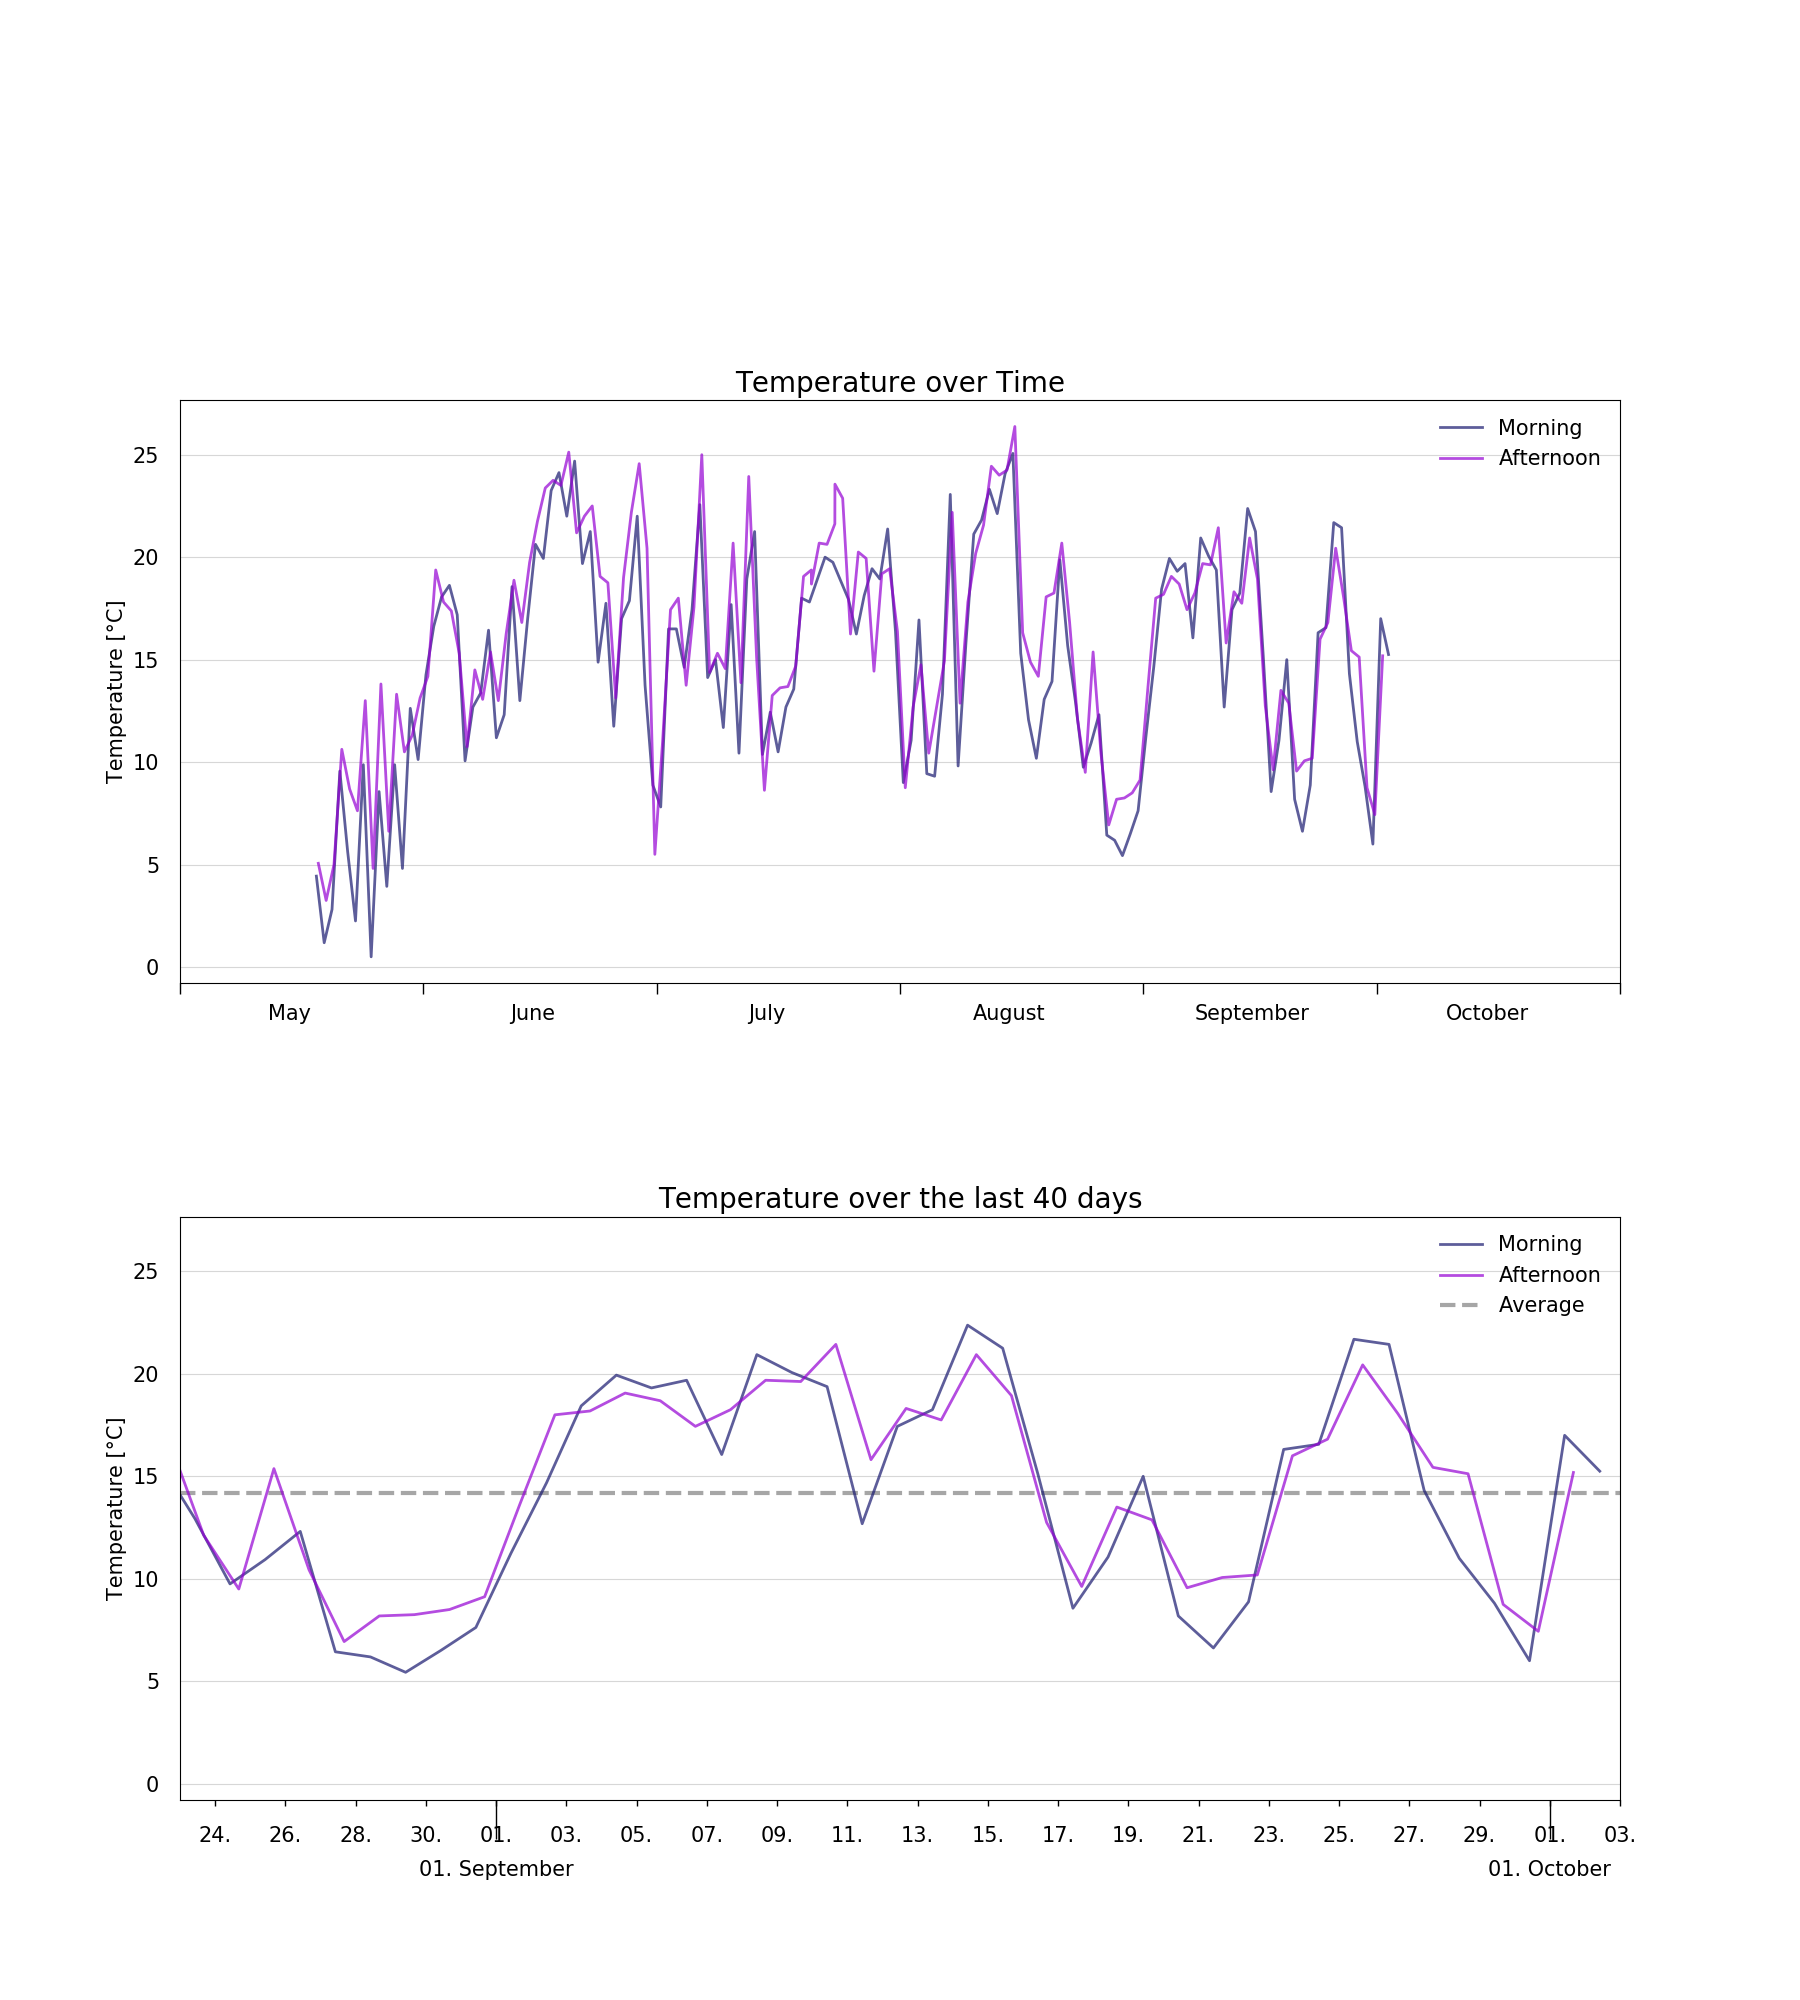 Temperature over Time
Morning
Afternoon
Temperature [°C]
25
20
15
10
5
0
May June July August September October
Temperature over the last 40 days
Morning
Afternoon
Average
Temperature [°C]
25
20
15
10
5
0
24. 26. 28. 30. 01. 03. 05. 07. 09. 11. 13. 15. 17. 19. 21. 23. 25. 27. 29. 01. 03.
01. September 01. October